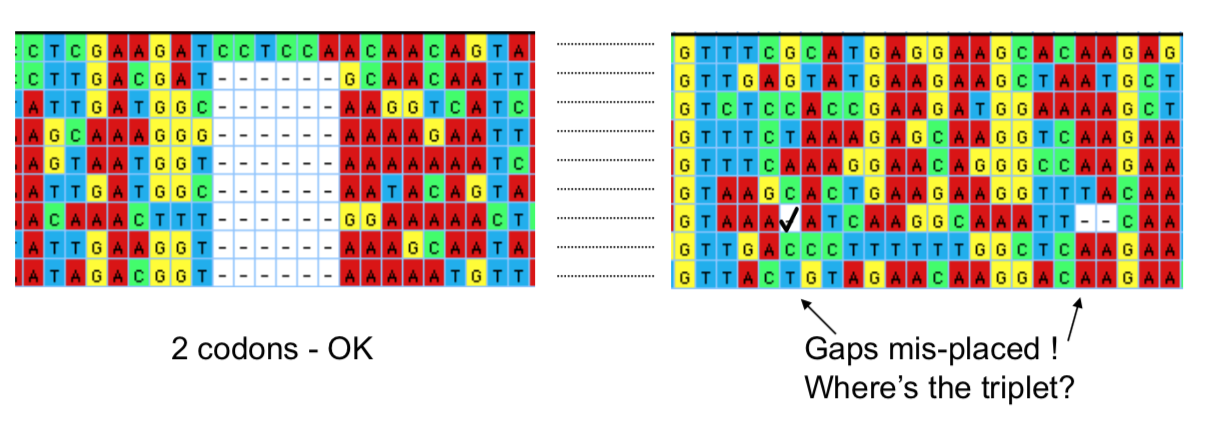 C T C G A A G A T C C T C C A A C A A C A G T A
C T T G A C G A T - - - - - - G C A A C A A T T
A T T G A T G G C - - - - - - A A G G T C A T C
A G C A A A G G G - - - - - - A A A A G A A T T
A G T A A T G G T - - - - - - A A A A A A A T C
A T T G A T G G C - - - - - - A A T A C A G T A
A C A A A C T T T - - - - - - G G A A A A A C T
A T T G A A G G T - - - - - - A A A G C A A T A
A T A G A C G G T - - - - - - A A A A A T G T T
2 codons - OK
G T T T C G C A T G A G G A A G C A C A A G A G
G T T G A G T A T G A A G A A G C T A A T G C T
G T C T C C A C C G A A G A T G G A A A A G C T
G T T T C T A A A G A G C A A G G T C A A G A A
G T T T C A A A G G A A C A G G G C C A A G A A
G T A A G C A C T G A A G A A G G T T T A C A A
G T A A A - A T C A A G G C A A A T T - - C A A
G T T G A C C C T T T T T T G G C T C A A G A A
G T T A C T G T A G A A C A A G G A C A A G A A
Gaps mis-placed !
Where's the triplet?